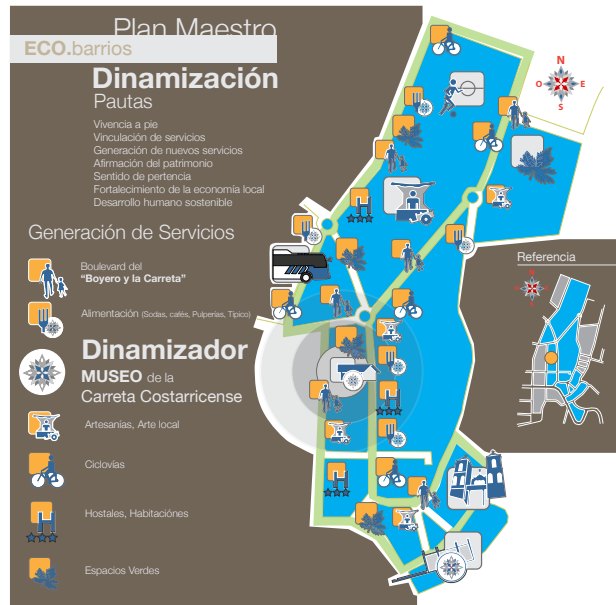 Plan Maestro
ECO.barrios
Dinamización
Pautas
Vivencia a pie
Vinculación de servicios
Generación de nuevos servicios
Afirmación del patrimonio
Sentido de pertencia
Fortalecimiento de la economía local
Desarrollo humano sostenible
Generación de Servicios
Boulevard del
“Boyero y la Carreta”
Alimentación (Sodas, cafés, Pulperias, Típico)
Dinamizador
MUSEO de la
Carreta Costarricense
Artesanías, Arte local
Ciclovías
Hostales, Habitaciónes
Espacios Verdes
N
O
E
S
Referencia
H
H
H
H